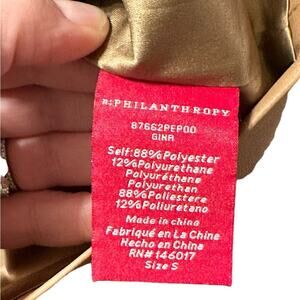 n:PHILANTHROPY
87662PEP00
GINR
Self:88%Polyester
12%Polyurethane
Polyuréthane
Polyurethan
88%Poliestere
12%Poliuretano
Made in china
Fabriqué en La Chine
Hecho en China
RN# 146017
Size S